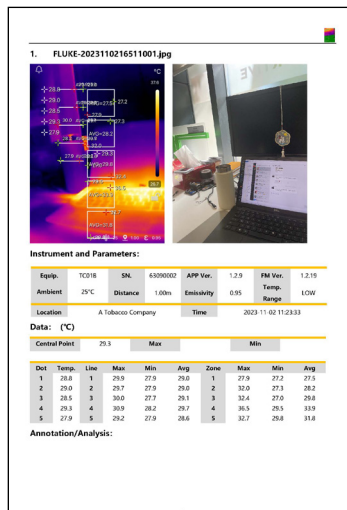 1. FLUKE-2023110216511001.jpg
°C
Instrument and Parameters:
Equip. TC01B SN. 63090002 APP Ver. 1.2.9 FM Ver. 1.2.19
Ambient 25°C Distance 1.00m Emissivity 0.95 Temp. Range LOW
Location A Tobacco Company Time 2023-11-02 11:23:33
Data: (°C)
Central Point 29.3 Max Min
Dot Temp. Line Max Min Avg Zone Max Min Avg
1 28.8 1 29.9 27.9 29.0 1 27.9 27.2 27.5
2 29.0 2 29.7 27.9 29.0 2 32.0 27.3 28.2
3 28.5 3 30.0 27.7 29.1 3 32.4 27.0 29.8
4 29.3 4 30.9 28.2 29.7 4 36.5 29.5 33.9
5 27.9 5 29.2 27.9 28.6 5 32.7 29.8 31.8
Annotation/Analysis: